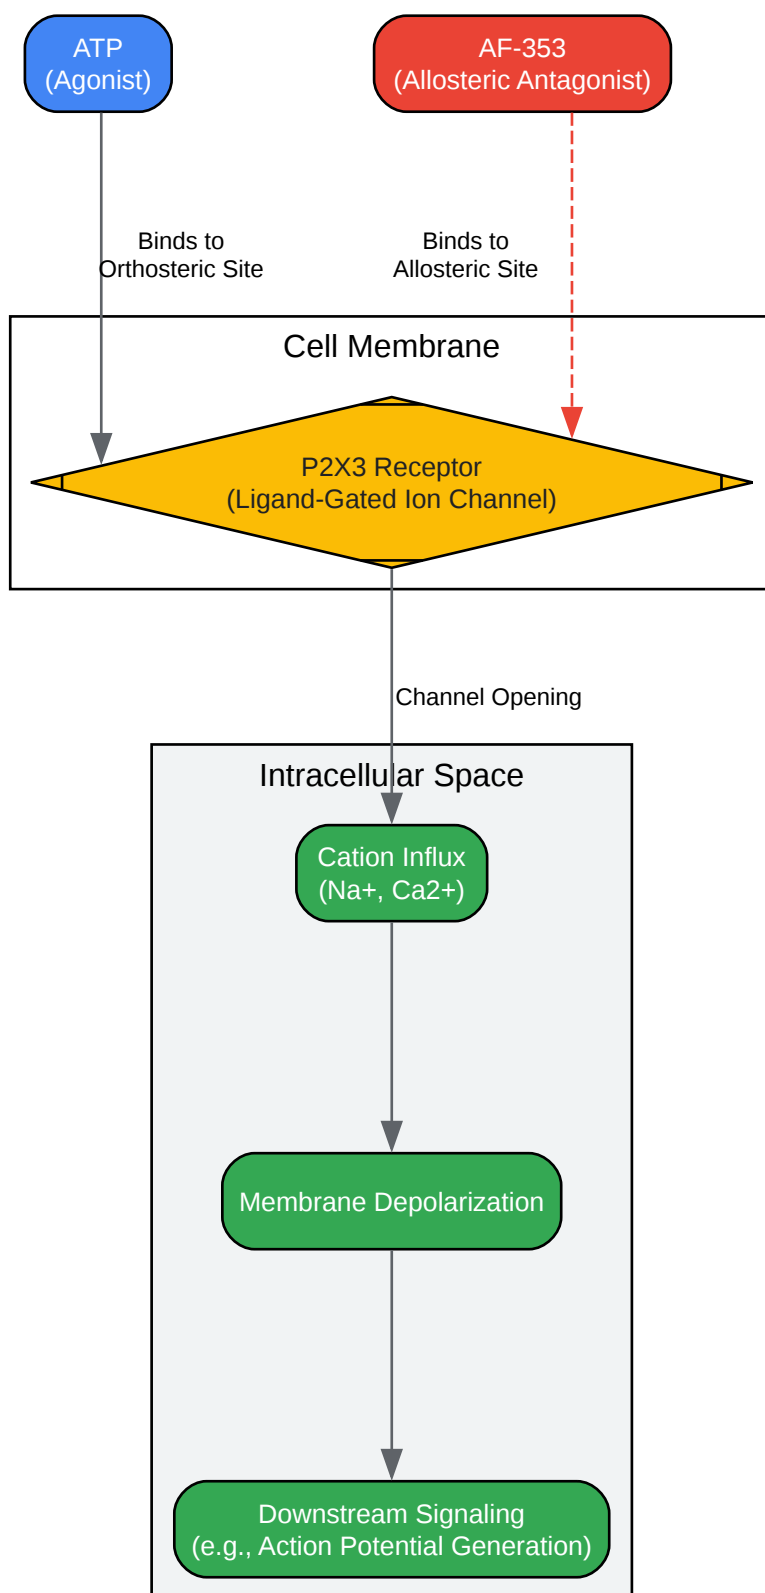 ATP
(Agonist)
AF-353
(Allosteric Antagonist)
Binds to
Orthosteric Site
Binds to
Allosteric Site
Cell Membrane
P2X3 Receptor
(Ligand-Gated Ion Channel)
Channel Opening
Intracellular Space
Cation Influx
(Na+, Ca2+)
Membrane Depolarization
Downstream Signaling
(e.g., Action Potential Generation)